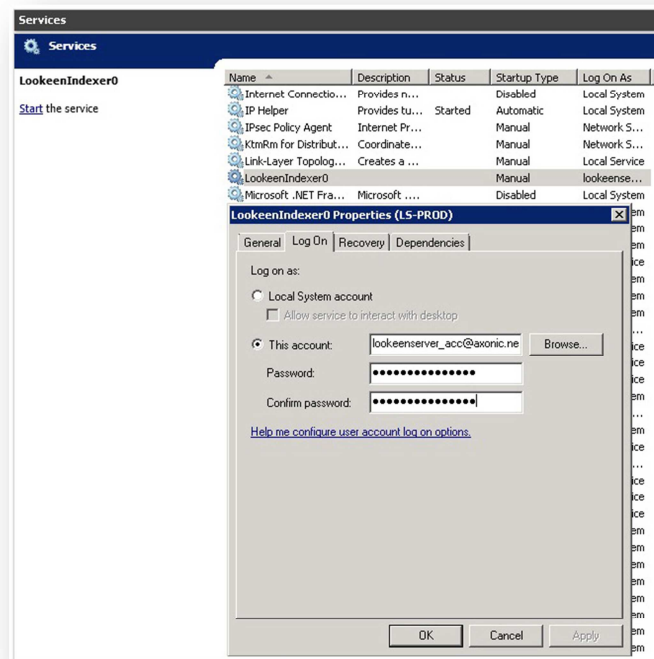 Services
Services
LookeenIndexer0
Start the service
Name Description Status Startup Type Log On As
Internet Connectio... Provides n... Disabled Local System
IP Helper Provides tu... Started Automatic Local System
IPsec Policy Agent Internet Pr... Manual Network S...
KtmRm for Distribut... Coordinate... Manual Network S...
Link-Layer Topolog... Creates a ... Manual Local Service
LookeenIndexer0 Manual lookeense...
Microsoft .NET Fra... Microsoft .... Disabled Local System
LookeenIndexer0 Properties (LS-PROD)
General Log On Recovery Dependencies
Log on as:
Local System account
Allow service to interact with desktop
This account: lookeenserver_acc@axonic.ne Browse...
Password: ●●●●●●●●●●●●●●●
Confirm password: ●●●●●●●●●●●●●●●
Help me configure user account log on options.
OK Cancel Apply